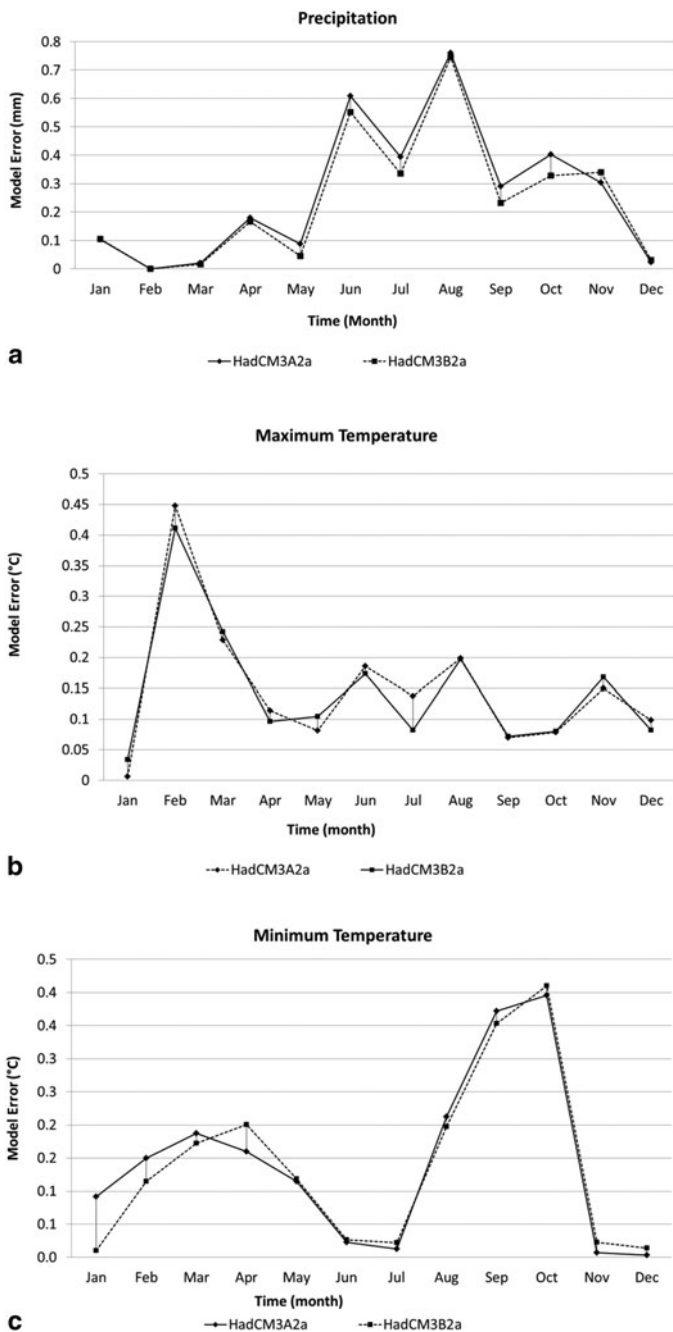 Precipitation
0.8
0.7
0.6
0.5
0.4
0.3
0.2
0.1
0
Model Error (mm)
Jan Feb Mar Apr May Jun Jul Aug Sep Oct Nov Dec
Time (Month)
a
HadCM3A2a HadCM3B2a
Maximum Temperature
0.5
0.45
0.4
0.35
0.3
0.25
0.2
0.15
0.1
0.05
0
Model Error (°C)
Jan Feb Mar Apr May Jun Jul Aug Sep Oct Nov Dec
Time (month)
b
HadCM3A2a HadCM3B2a
Minimum Temperature
0.5
0.4
0.4
0.3
0.3
0.2
0.2
0.1
0.1
0.0
Model Error (°C)
Jan Feb Mar Apr May Jun Jul Aug Sep Oct Nov Dec
Time (month)
c
HadCM3A2a HadCM3B2a